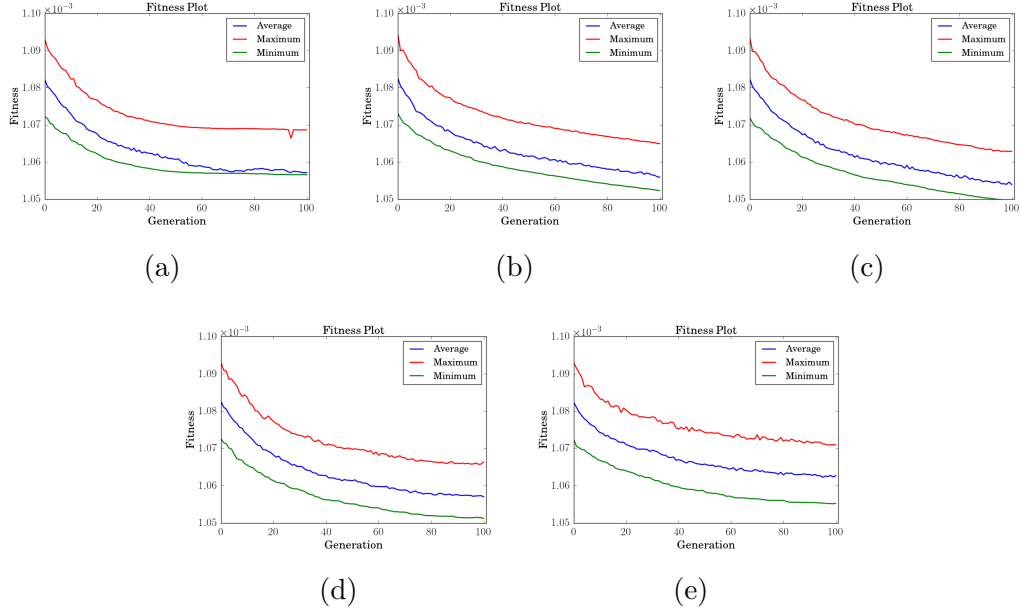 Fitness Plot
1.10 ×10⁻³
1.09
1.08
1.07
1.06
1.05
Fitness
0 20 40 60 80 100
Generation
Average
Maximum
Minimum
(a)
Fitness Plot
1.10 ×10⁻³
1.09
1.08
1.07
1.06
1.05
Fitness
0 20 40 60 80 100
Generation
Average
Maximum
Minimum
(b)
Fitness Plot
1.10 ×10⁻³
1.09
1.08
1.07
1.06
1.05
Fitness
0 20 40 60 80 100
Generation
Average
Maximum
Minimum
(c)
Fitness Plot
1.10 ×10⁻³
1.09
1.08
1.07
1.06
1.05
Fitness
0 20 40 60 80 100
Generation
Average
Maximum
Minimum
(d)
Fitness Plot
1.10 ×10⁻³
1.09
1.08
1.07
1.06
1.05
Fitness
0 20 40 60 80 100
Generation
Average
Maximum
Minimum
(e)